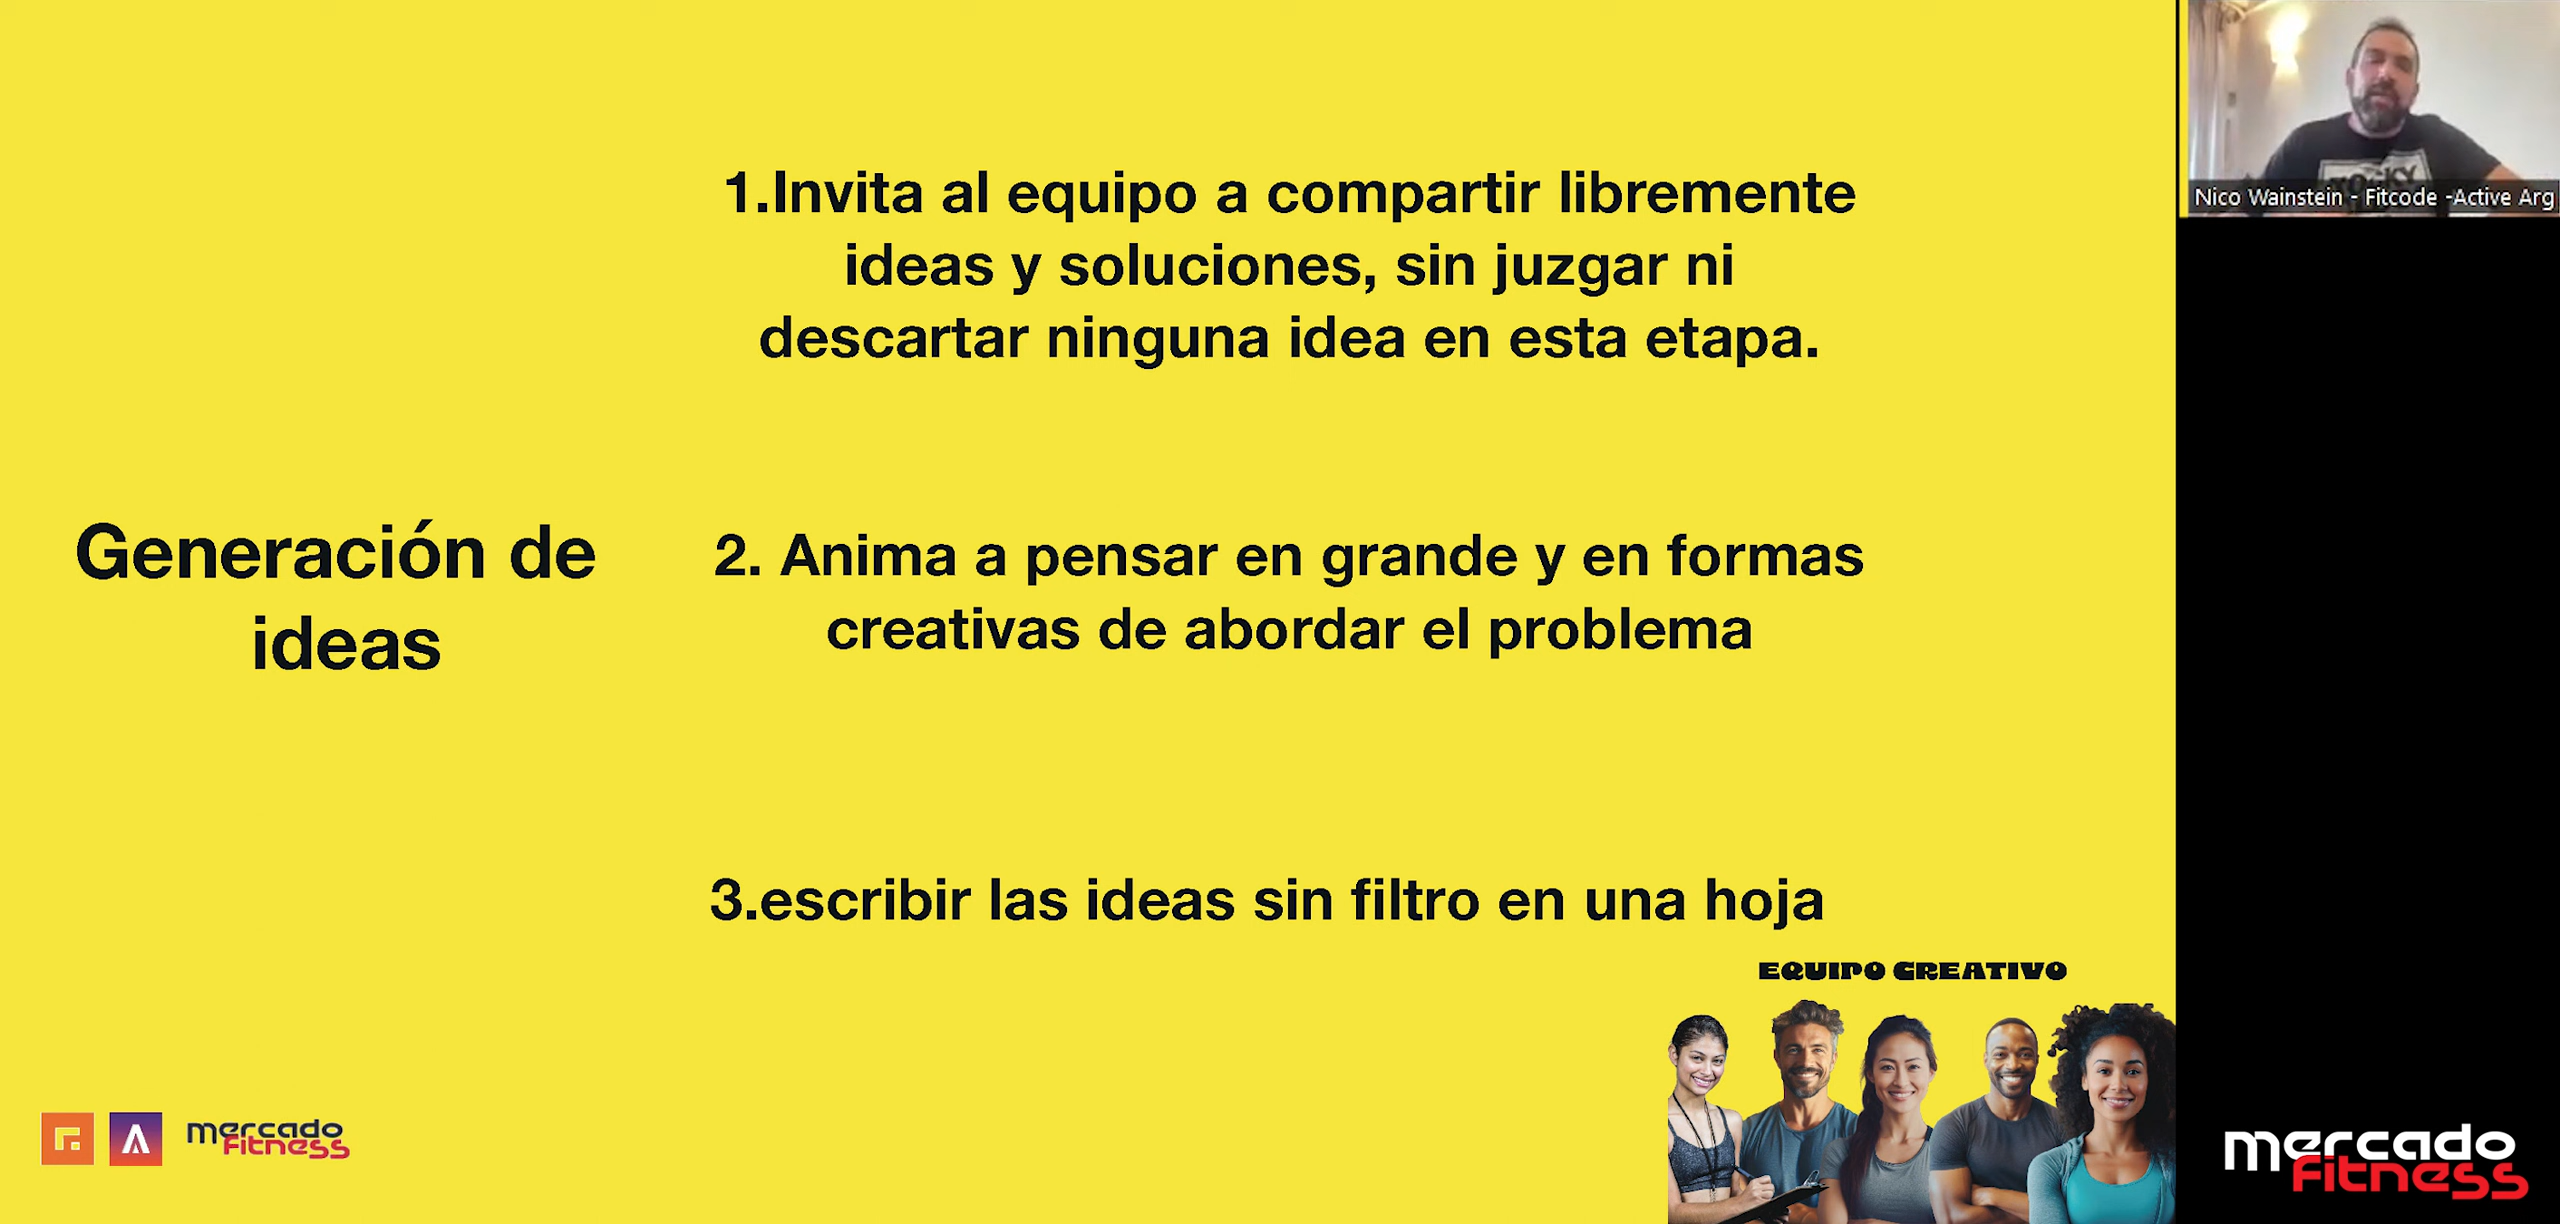 1.Invita al equipo a compartir libremente
ideas y soluciones, sin juzgar ni
descartar ninguna idea en esta etapa.
Generación de
ideas
2. Anima a pensar en grande y en formas
creativas de abordar el problema
3.escribir las ideas sin filtro en una hoja
EQUIPO CREATIVO
mercado
fitness
Nico Wainstein - Fitcode -Active Arg
mercado
fitness